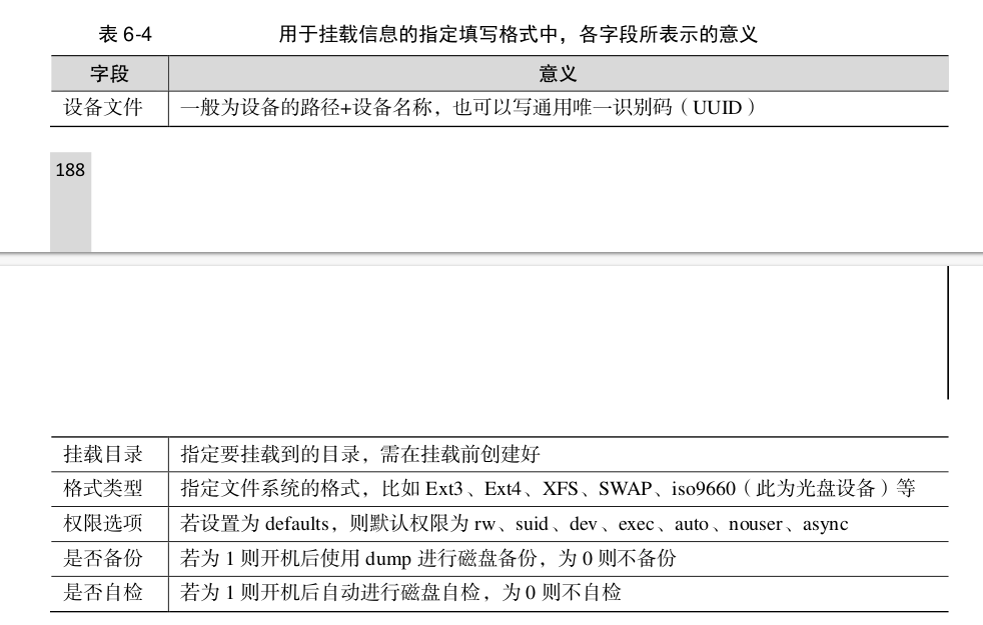 表 6-4 用于挂载信息的指定填写格式中，各字段所表示的意义
字段 意义
设备文件 一般为设备的路径+设备名称，也可以写通用唯一识别码（UUID）
188
挂载目录 指定要挂载到的目录，需在挂载前创建好
格式类型 指定文件系统的格式，比如 Ext3、Ext4、XFS、SWAP、iso9660（此为光盘设备）等
权限选项 若设置为 defaults，则默认权限为 rw、suid、dev、exec、auto、nouser、async
是否备份 若为 1 则开机后使用 dump 进行磁盘备份，为 0 则不备份
是否自检 若为 1 则开机后自动进行磁盘自检，为 0 则不自检